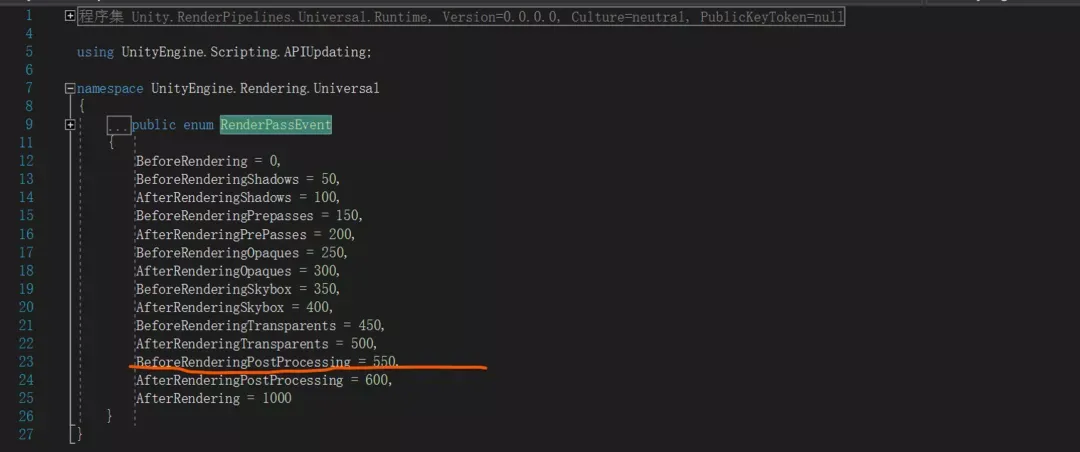 1 程序集 Unity.RenderPipelines.Universal.Runtime, Version=0.0.0.0, Culture=neutral, PublicKeyToken=null
4
5 using UnityEngine.Scripting.APIUpdating;
6
7 namespace UnityEngine.Rendering.Universal
8 {
9 ...public enum RenderPassEvent
11 {
12 BeforeRendering = 0,
13 BeforeRenderingShadows = 50,
14 AfterRenderingShadows = 100,
15 BeforeRenderingPrepasses = 150,
16 AfterRenderingPrePasses = 200,
17 BeforeRenderingOpaques = 250,
18 AfterRenderingOpaques = 300,
19 BeforeRenderingSkybox = 350,
20 AfterRenderingSkybox = 400,
21 BeforeRenderingTransparents = 450,
22 AfterRenderingTransparents = 500,
23 BeforeRenderingPostProcessing = 550,
24 AfterRenderingPostProcessing = 600,
25 AfterRendering = 1000
26 }
27 }